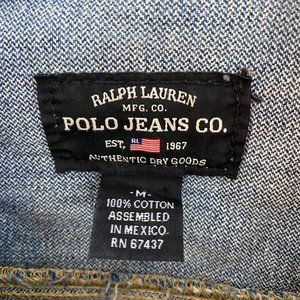 RALPH LAUREN
MFG. CO.
POLO JEANS CO.
EST. RL 1967
AUTHENTIC DRY GOODS
-M-
100% COTTON
ASSEMBLED
IN MEXICO
RN 67437